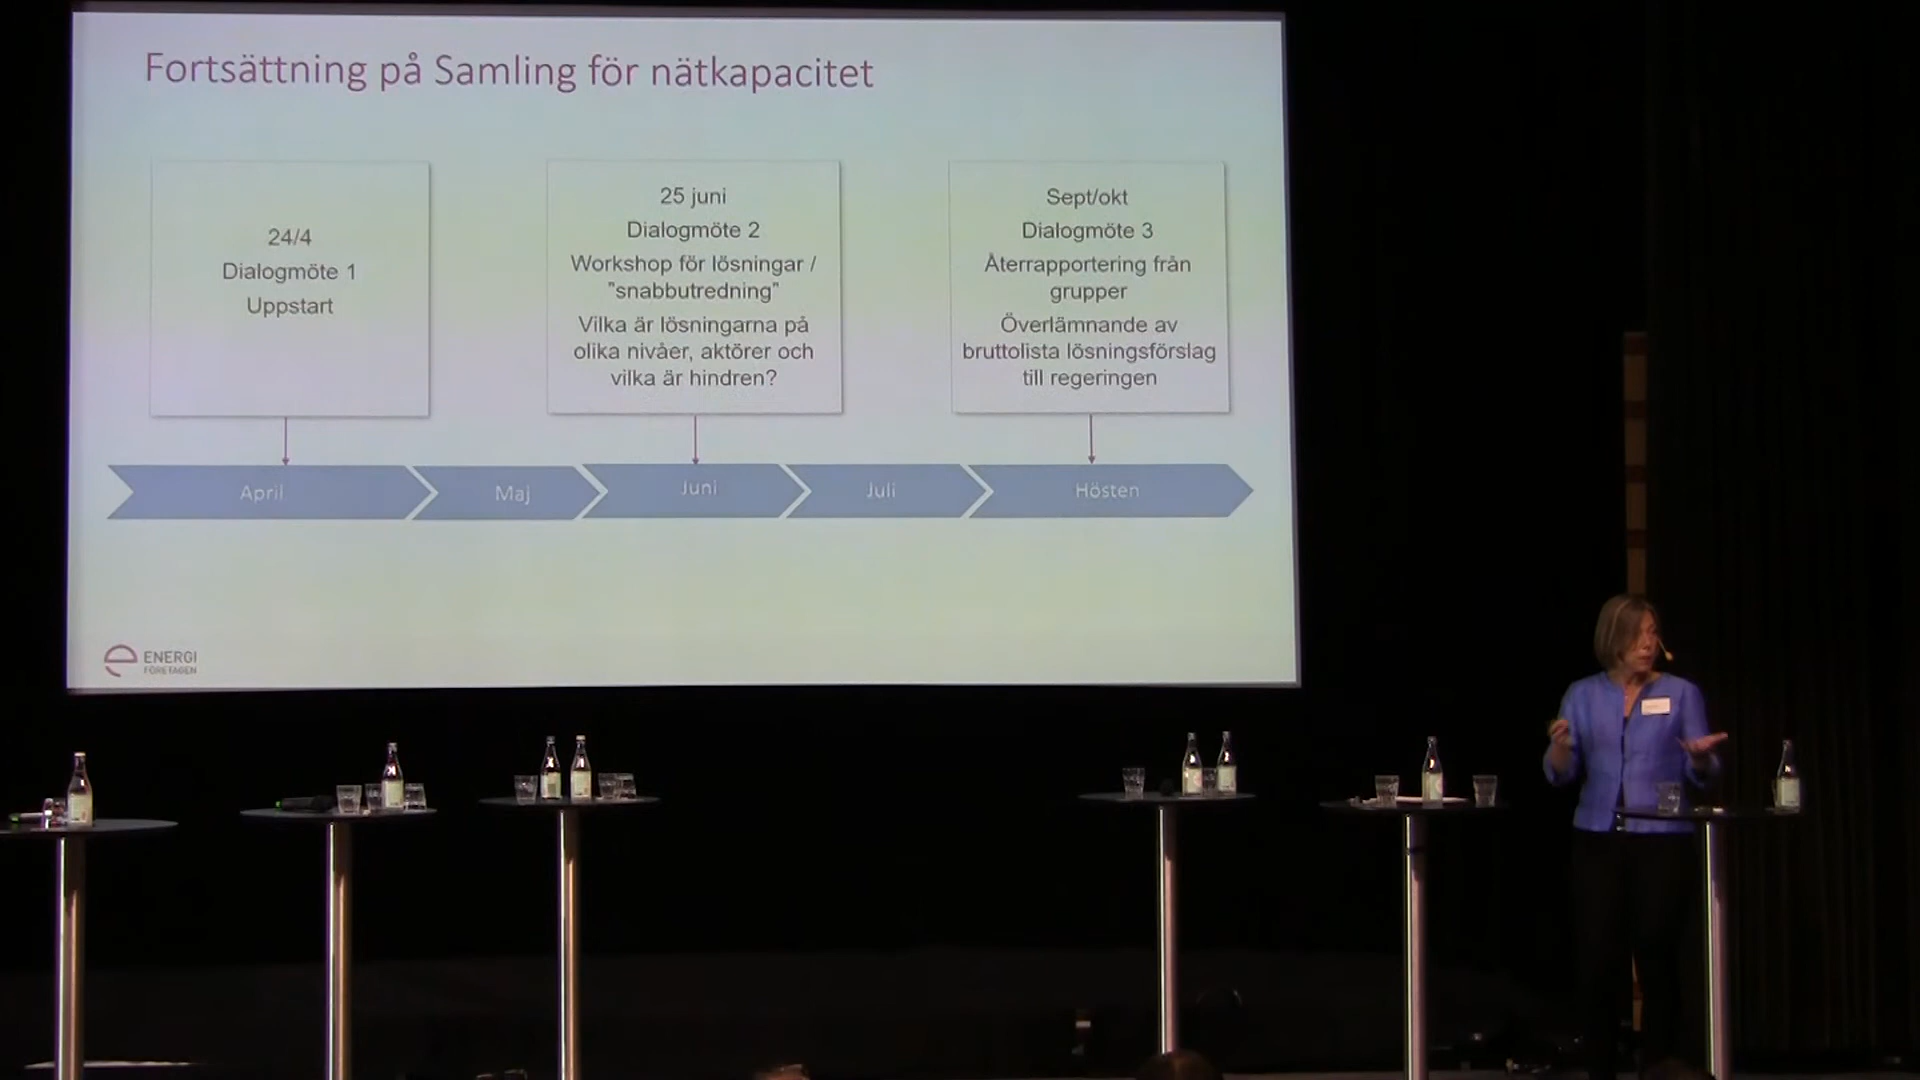 Fortsättning på Samling för nätkapacitet
24/4
Dialogmöte 1
Uppstart
25 juni
Dialogmöte 2
Workshop för lösningar /
"snabbutredning"
Vilka är lösningarna på
olika nivåer, aktörer och
vilka är hindren?
Sept/okt
Dialogmöte 3
Återrapportering från
grupper
Överlämnande av
bruttolista lösningsförslag
till regeringen
April
Maj
Juni
Juli
Hösten
ENERGI
FÖRETAGEN